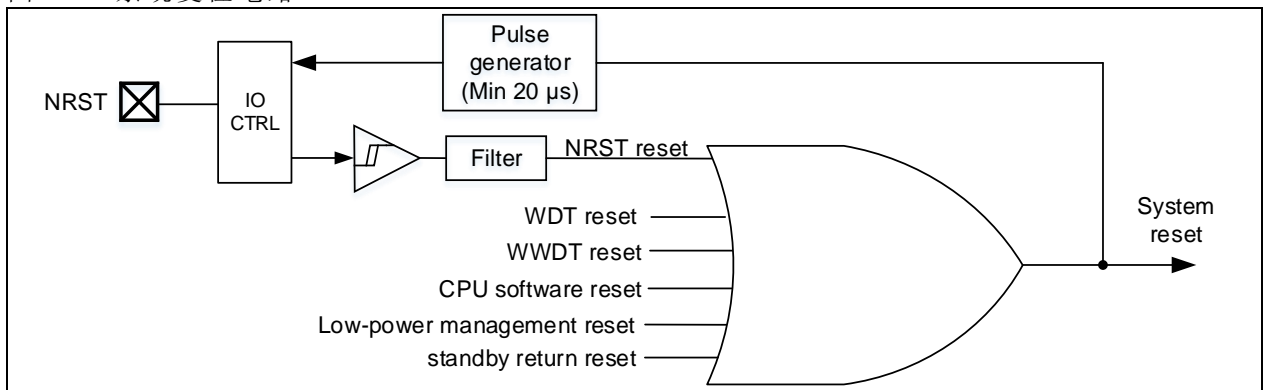 Pulse
generator
(Min 20 μs)
NRST
IO
CTRL
Filter
NRST reset
WDT reset
WWDT reset
CPU software reset
Low-power management reset
standby return reset
System
reset